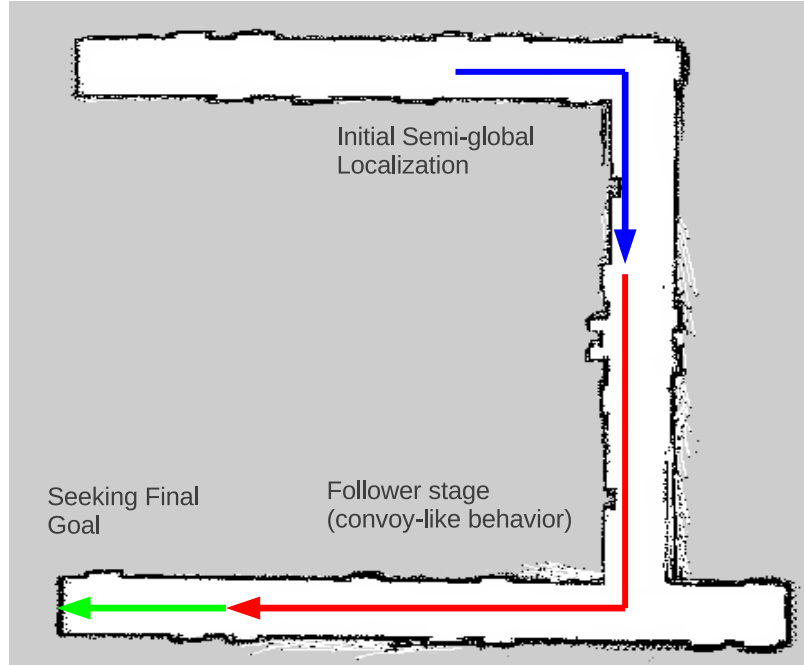 Initial Semi-global
Localization
Seeking Final
Goal
Follower stage
(convoy-like behavior)